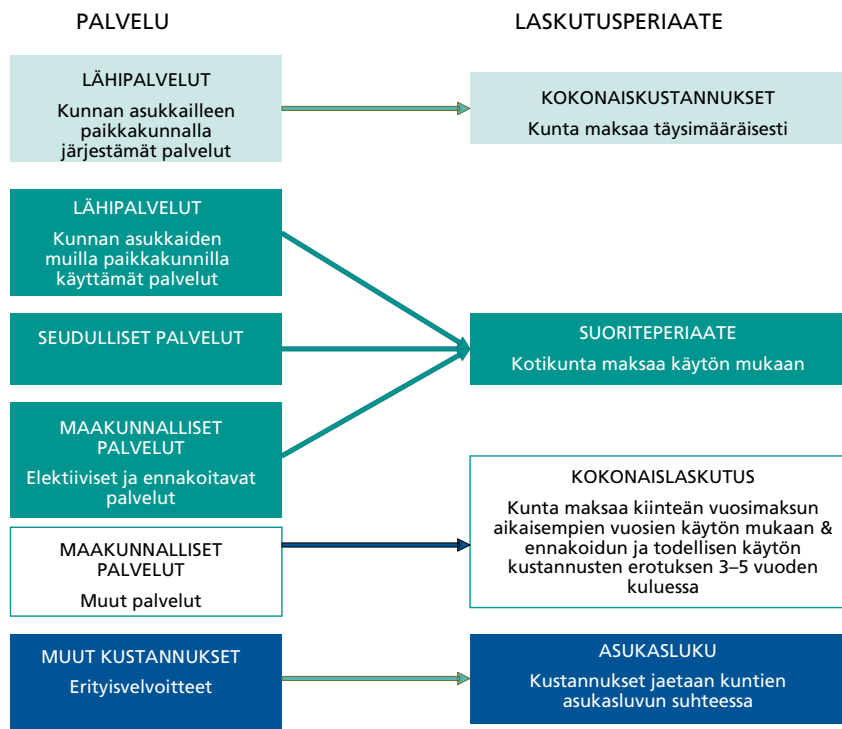 PALVELU
LASKUTUSPERIAATE
LÄHIPALVELUT
Kunnan asukkailleen
paikkakunnalla
järjestämät palvelut
KOKONAISKUSTANNUKSET
Kunta maksaa täysimääräisesti
LÄHIPALVELUT
Kunnan asukkaiden
muilla paikkakunnilla
käyttämät palvelut
SEUDULLISET PALVELUT
SUORITEPERIAATE
Kotikunta maksaa käytön mukaan
MAAKUNNALLISET
PALVELUT
Elektiiviset ja ennakoitavat
palvelut
KOKONAISLASKUTUS
Kunta maksaa kiinteän vuosimaksun
aikaisempien vuosien käytön mukaan &
ennakoidun ja todellisen käytön
kustannusten erotuksen 3–5 vuoden
kuluessa
MAAKUNNALLISET
PALVELUT
Muut palvelut
MUUT KUSTANNUKSET
Erityisvelvoitteet
ASUKASLUKU
Kustannukset jaetaan kuntien
asukasluvun suhteessa